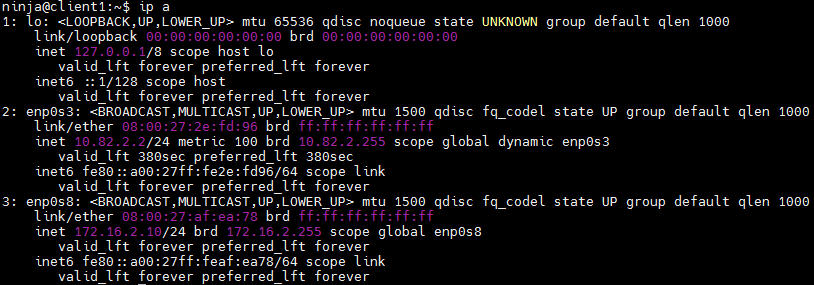 ninja@client1:~$ ip a
1: lo: <LOOPBACK,UP,LOWER_UP> mtu 65536 qdisc noqueue state UNKNOWN group default qlen 1000
    link/loopback 00:00:00:00:00:00 brd 00:00:00:00:00:00
    inet 127.0.0.1/8 scope host lo
       valid_lft forever preferred_lft forever
    inet6 ::1/128 scope host
       valid_lft forever preferred_lft forever
2: enp0s3: <BROADCAST,MULTICAST,UP,LOWER_UP> mtu 1500 qdisc fq_codel state UP group default qlen 1000
    link/ether 08:00:27:2e:fd:96 brd ff:ff:ff:ff:ff:ff
    inet 10.82.2.2/24 metric 100 brd 10.82.2.255 scope global dynamic enp0s3
       valid_lft 380sec preferred_lft 380sec
    inet6 fe80::a00:27ff:fe2e:fd96/64 scope link
       valid_lft forever preferred_lft forever
3: enp0s8: <BROADCAST,MULTICAST,UP,LOWER_UP> mtu 1500 qdisc fq_codel state UP group default qlen 1000
    link/ether 08:00:27:af:ea:78 brd ff:ff:ff:ff:ff:ff
    inet 172.16.2.10/24 brd 172.16.2.255 scope global enp0s8
       valid_lft forever preferred_lft forever
    inet6 fe80::a00:27ff:feaf:ea78/64 scope link
       valid_lft forever preferred_lft forever